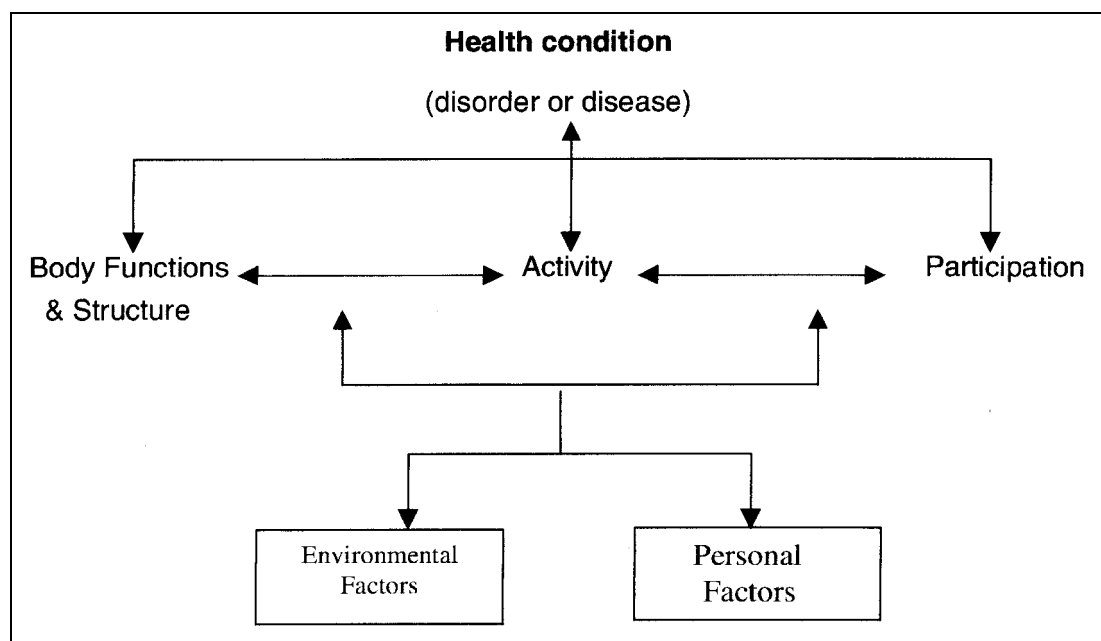 Health condition
(disorder or disease)
Body Functions
& Structure
Activity
Participation
Environmental
Factors
Personal
Factors